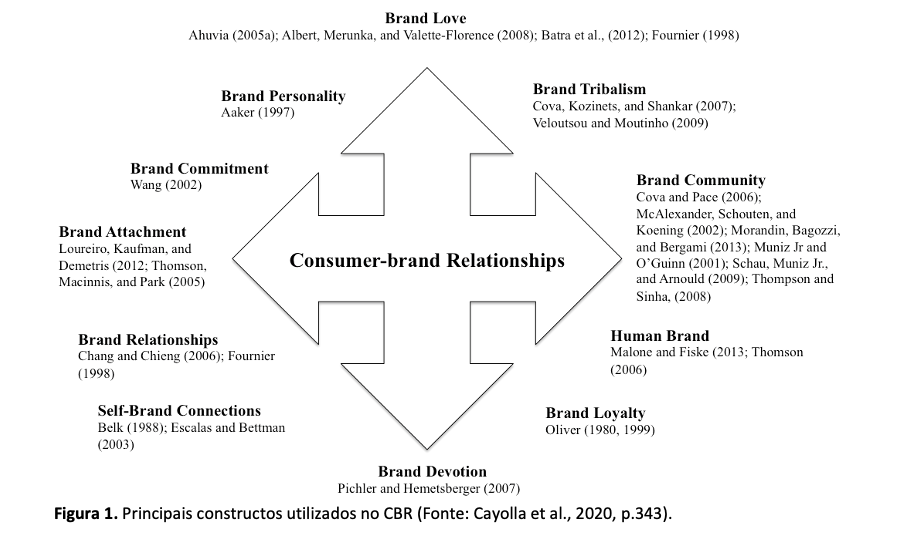 Brand Love
Ahuvia (2005a); Albert, Merunka, and Valette-Florence (2008); Batra et al., (2012); Fournier (1998)
Brand Personality
Aaker (1997)
Brand Tribalism
Cova, Kozinets, and Shankar (2007);
Veloutsou and Moutinho (2009)
Brand Commitment
Wang (2002)
Brand Community
Cova and Pace (2006);
McAlexander, Schouten, and
Koening (2002); Morandin, Bagozzi,
and Bergami (2013); Muniz Jr and
O’Guinn (2001); Schau, Muniz Jr.,
and Arnould (2009); Thompson and
Sinha, (2008)
Brand Attachment
Loureiro, Kaufman, and
Demetris (2012; Thomson,
Macinnis, and Park (2005)
Consumer-brand Relationships
Brand Relationships
Chang and Chieng (2006); Fournier
(1998)
Human Brand
Malone and Fiske (2013; Thomson
(2006)
Self-Brand Connections
Belk (1988); Escalas and Bettman
(2003)
Brand Loyalty
Oliver (1980, 1999)
Brand Devotion
Pichler and Hemetsberger (2007)
Figura 1. Principais constructos utilizados no CBR (Fonte: Cayolla et al., 2020, p.343).